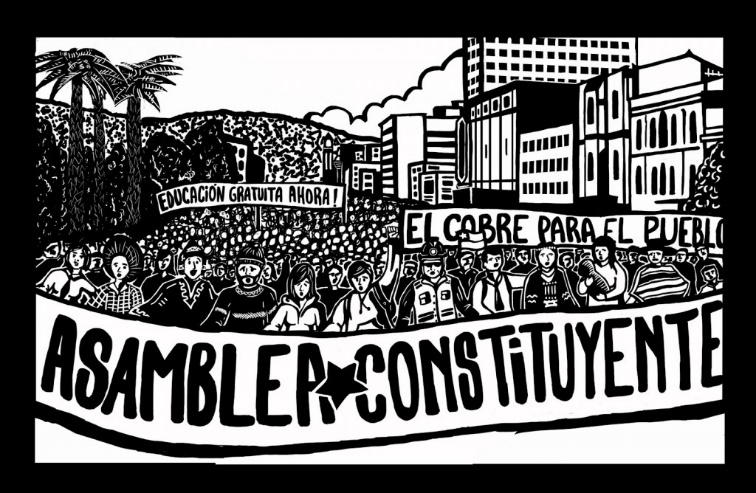 EDUCACIÓN GRATUITA AHORA!
EL COBRE PARA EL PUEBLO
ASAMBLEA CONSTITUYENTE